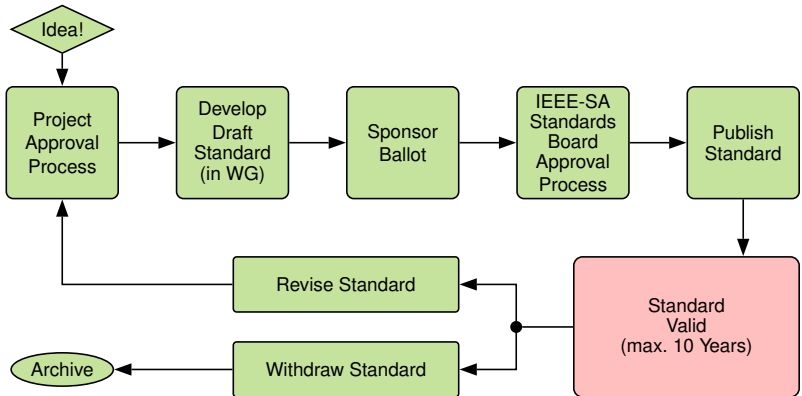 Idea!
Project
Approval
Process
Develop
Draft
Standard
(in WG)
Sponsor
Ballot
IEEE-SA
Standards
Board
Approval
Process
Publish
Standard
Revise Standard
Standard
Valid
(max. 10 Years)
Archive
Withdraw Standard